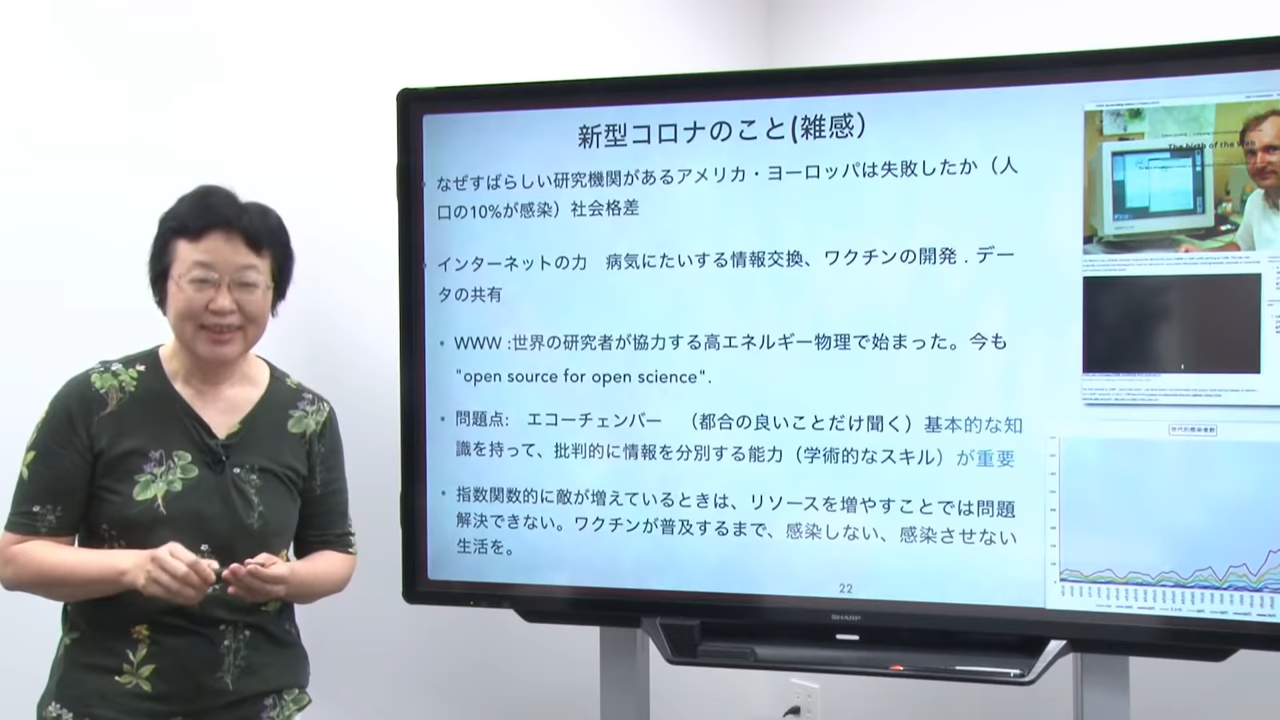 新型コロナのこと(雑感）
なぜすばらしい研究機関があるアメリカ・ヨーロッパは失敗したか（人
口の10%が感染）社会格差
インターネットの力　病気にたいする情報交換、ワクチンの開発．デー
タの共有
• WWW :世界の研究者が協力する高エネルギー物理で始まった。今も
"open source for open science".
• 問題点:　エコーチェンバー　（都合の良いことだけ聞く）基本的な知
識を持って、批判的に情報を分別する能力（学術的なスキル）が重要
• 指数関数的に敵が増えているときは、リソースを増やすことでは問題
解決できない。ワクチンが普及するまで、感染しない、感染させない
生活を。
22
The birth of the Web
世代別感染者数
SHARP